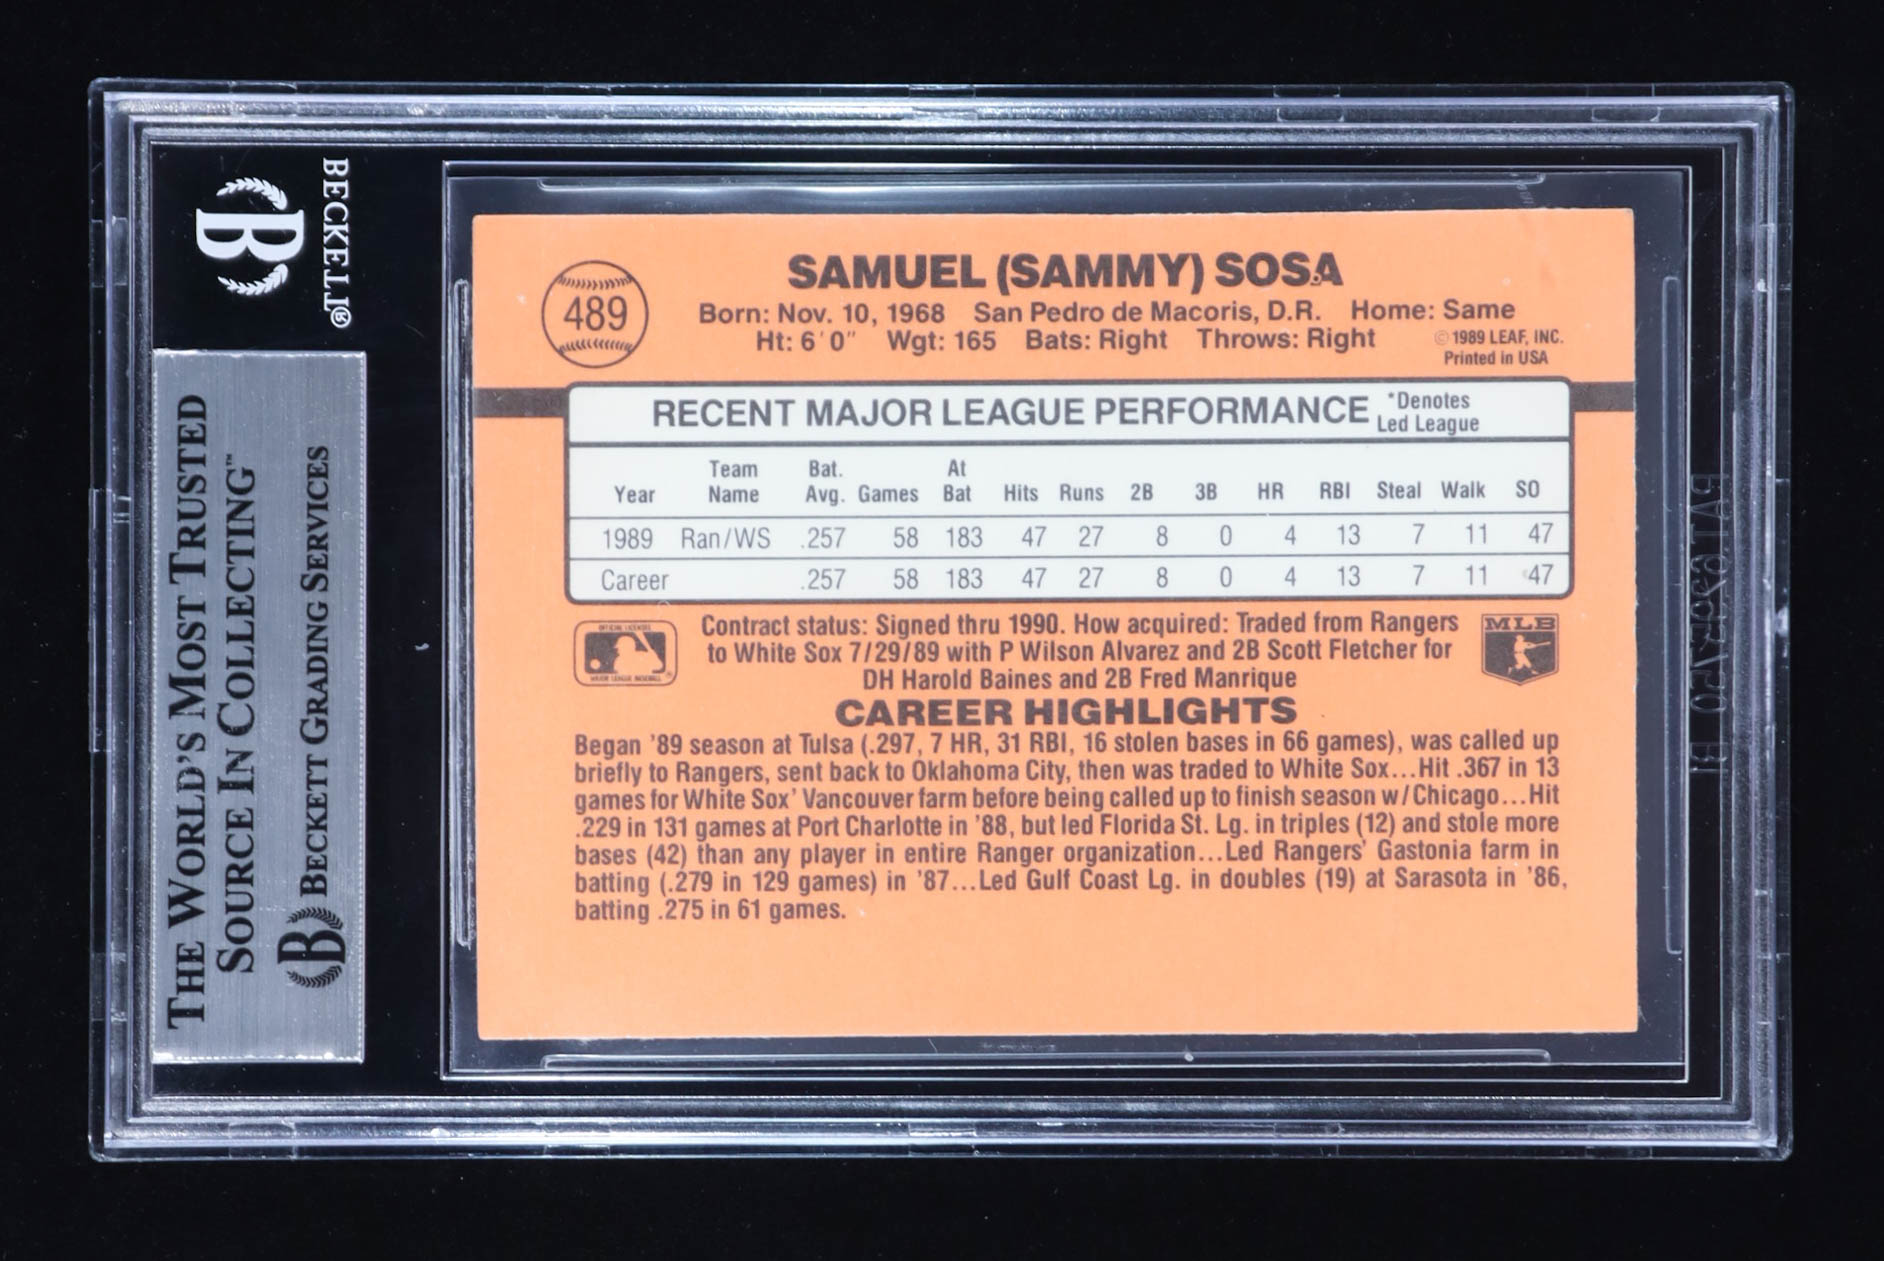 BECKETT®
B
THE WORLD'S MOST TRUSTED
SOURCE IN COLLECTING™
B BECKETT GRADING SERVICES
489
SAMUEL (SAMMY) SOSA
Born: Nov. 10, 1968 San Pedro de Macoris, D.R. Home: Same
Ht: 6'0" Wgt: 165 Bats: Right Throws: Right
© 1989 LEAF, INC.
Printed in USA
RECENT MAJOR LEAGUE PERFORMANCE *Denotes Led League
Year Team Name Bat. Avg. Games At Bat Hits Runs 2B 3B HR RBI Steal Walk SO
1989 Ran/WS .257 58 183 47 27 8 0 4 13 7 11 47
Career .257 58 183 47 27 8 0 4 13 7 11 47
OFFICIAL LICENSEE
MAJOR LEAGUE BASEBALL®
Contract status: Signed thru 1990. How acquired: Traded from Rangers
to White Sox 7/29/89 with P Wilson Alvarez and 2B Scott Fletcher for
DH Harold Baines and 2B Fred Manrique
MLB
CAREER HIGHLIGHTS
Began '89 season at Tulsa (.297, 7 HR, 31 RBI, 16 stolen bases in 66 games), was called up
briefly to Rangers, sent back to Oklahoma City, then was traded to White Sox...Hit .367 in 13
games for White Sox' Vancouver farm before being called up to finish season w/Chicago...Hit
.229 in 131 games at Port Charlotte in '88, but led Florida St. Lg. in triples (12) and stole more
bases (42) than any player in entire Ranger organization...Led Rangers' Gastonia farm in
batting (.279 in 129 games) in '87...Led Gulf Coast Lg. in doubles (19) at Sarasota in '86,
batting .275 in 61 games.